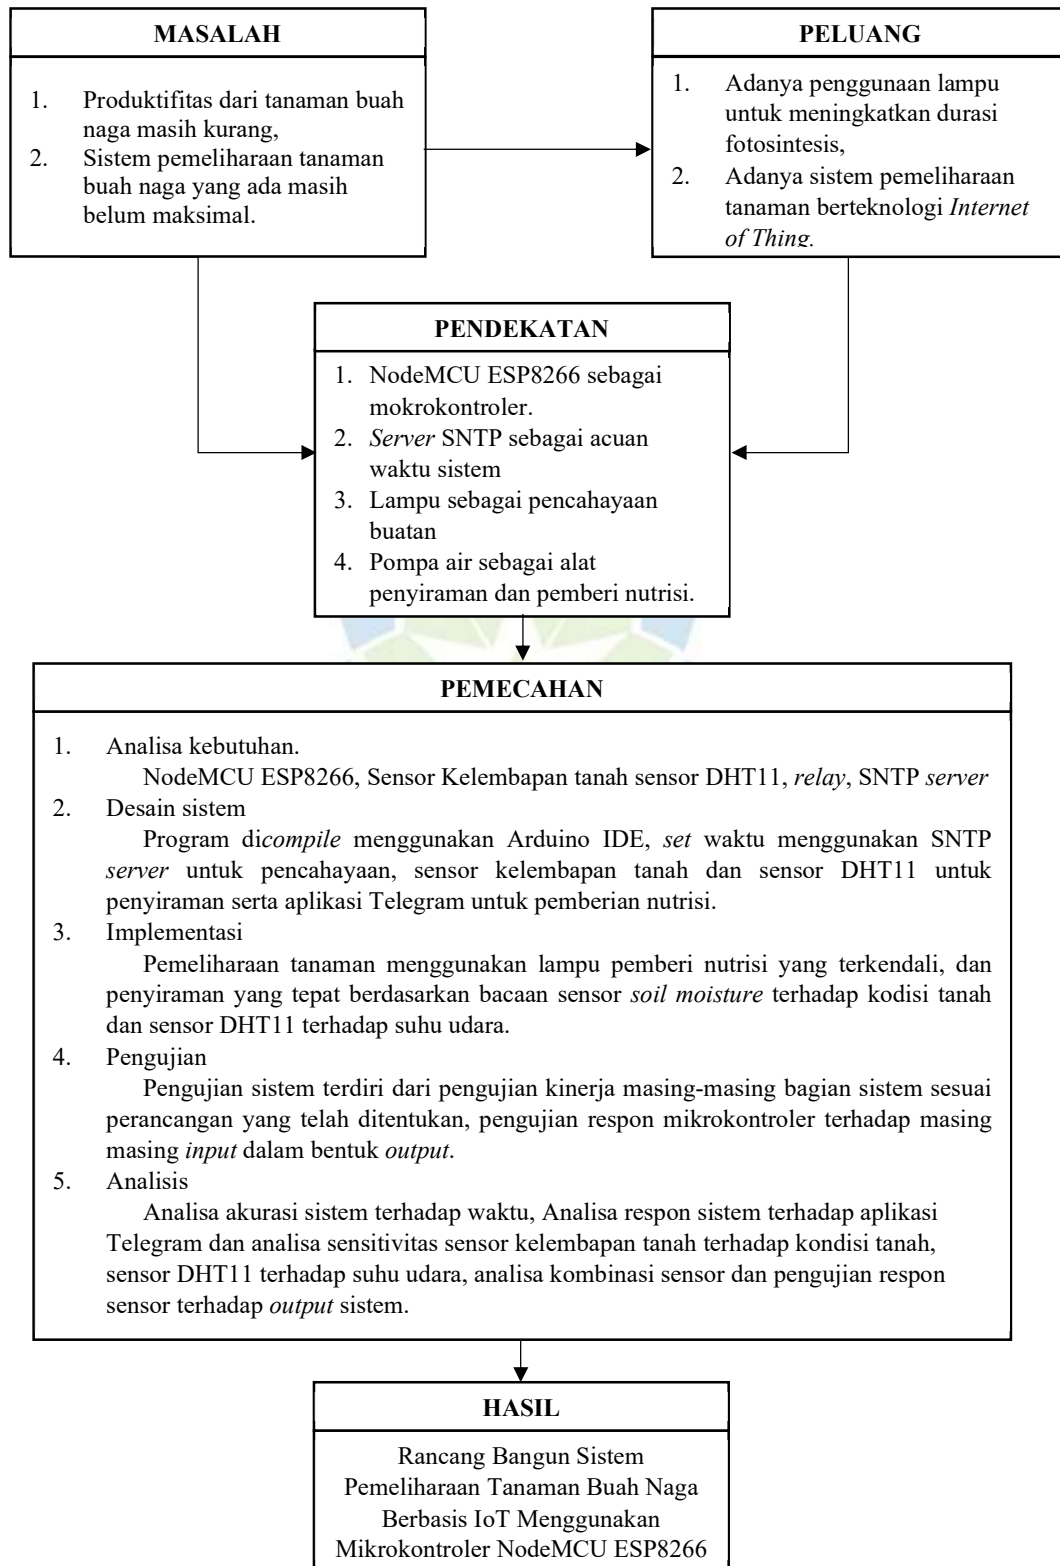 MASALAH
1. Produktifitas dari tanaman buah
naga masih kurang,
2. Sistem pemeliharaan tanaman
buah naga yang ada masih
belum maksimal.
PELUANG
1. Adanya penggunaan lampu
untuk meningkatkan durasi
fotosintesis,
2. Adanya sistem pemeliharaan
tanaman berteknologi Internet
of Thing.
PENDEKATAN
1. NodeMCU ESP8266 sebagai
mokrokontroler.
2. Server SNTP sebagai acuan
waktu sistem
3. Lampu sebagai pencahayaan
buatan
4. Pompa air sebagai alat
penyiraman dan pemberi nutrisi.
PEMECAHAN
1. Analisa kebutuhan.
NodeMCU ESP8266, Sensor Kelembapan tanah sensor DHT11, relay, SNTP server
2. Desain sistem
Program dicompile menggunakan Arduino IDE, set waktu menggunakan SNTP
server untuk pencahayaan, sensor kelembapan tanah dan sensor DHT11 untuk
penyiraman serta aplikasi Telegram untuk pemberian nutrisi.
3. Implementasi
Pemeliharaan tanaman menggunakan lampu pemberi nutrisi yang terkendali, dan
penyiraman yang tepat berdasarkan bacaan sensor soil moisture terhadap kodisi tanah
dan sensor DHT11 terhadap suhu udara.
4. Pengujian
Pengujian sistem terdiri dari pengujian kinerja masing-masing bagian sistem sesuai
perancangan yang telah ditentukan, pengujian respon mikrokontroler terhadap masing
masing input dalam bentuk output.
5. Analisis
Analisa akurasi sistem terhadap waktu, Analisa respon sistem terhadap aplikasi
Telegram dan analisa sensitivitas sensor kelembapan tanah terhadap kondisi tanah,
sensor DHT11 terhadap suhu udara, analisa kombinasi sensor dan pengujian respon
sensor terhadap output sistem.
HASIL
Rancang Bangun Sistem
Pemeliharaan Tanaman Buah Naga
Berbasis IoT Menggunakan
Mikrokontroler NodeMCU ESP8266